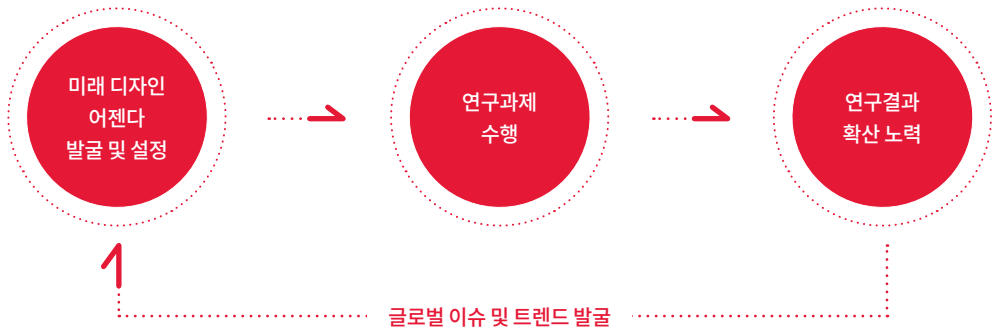 미래 디자인
어젠다
발굴 및 설정
연구과제
수행
연구결과
확산 노력
글로벌 이슈 및 트렌드 발굴